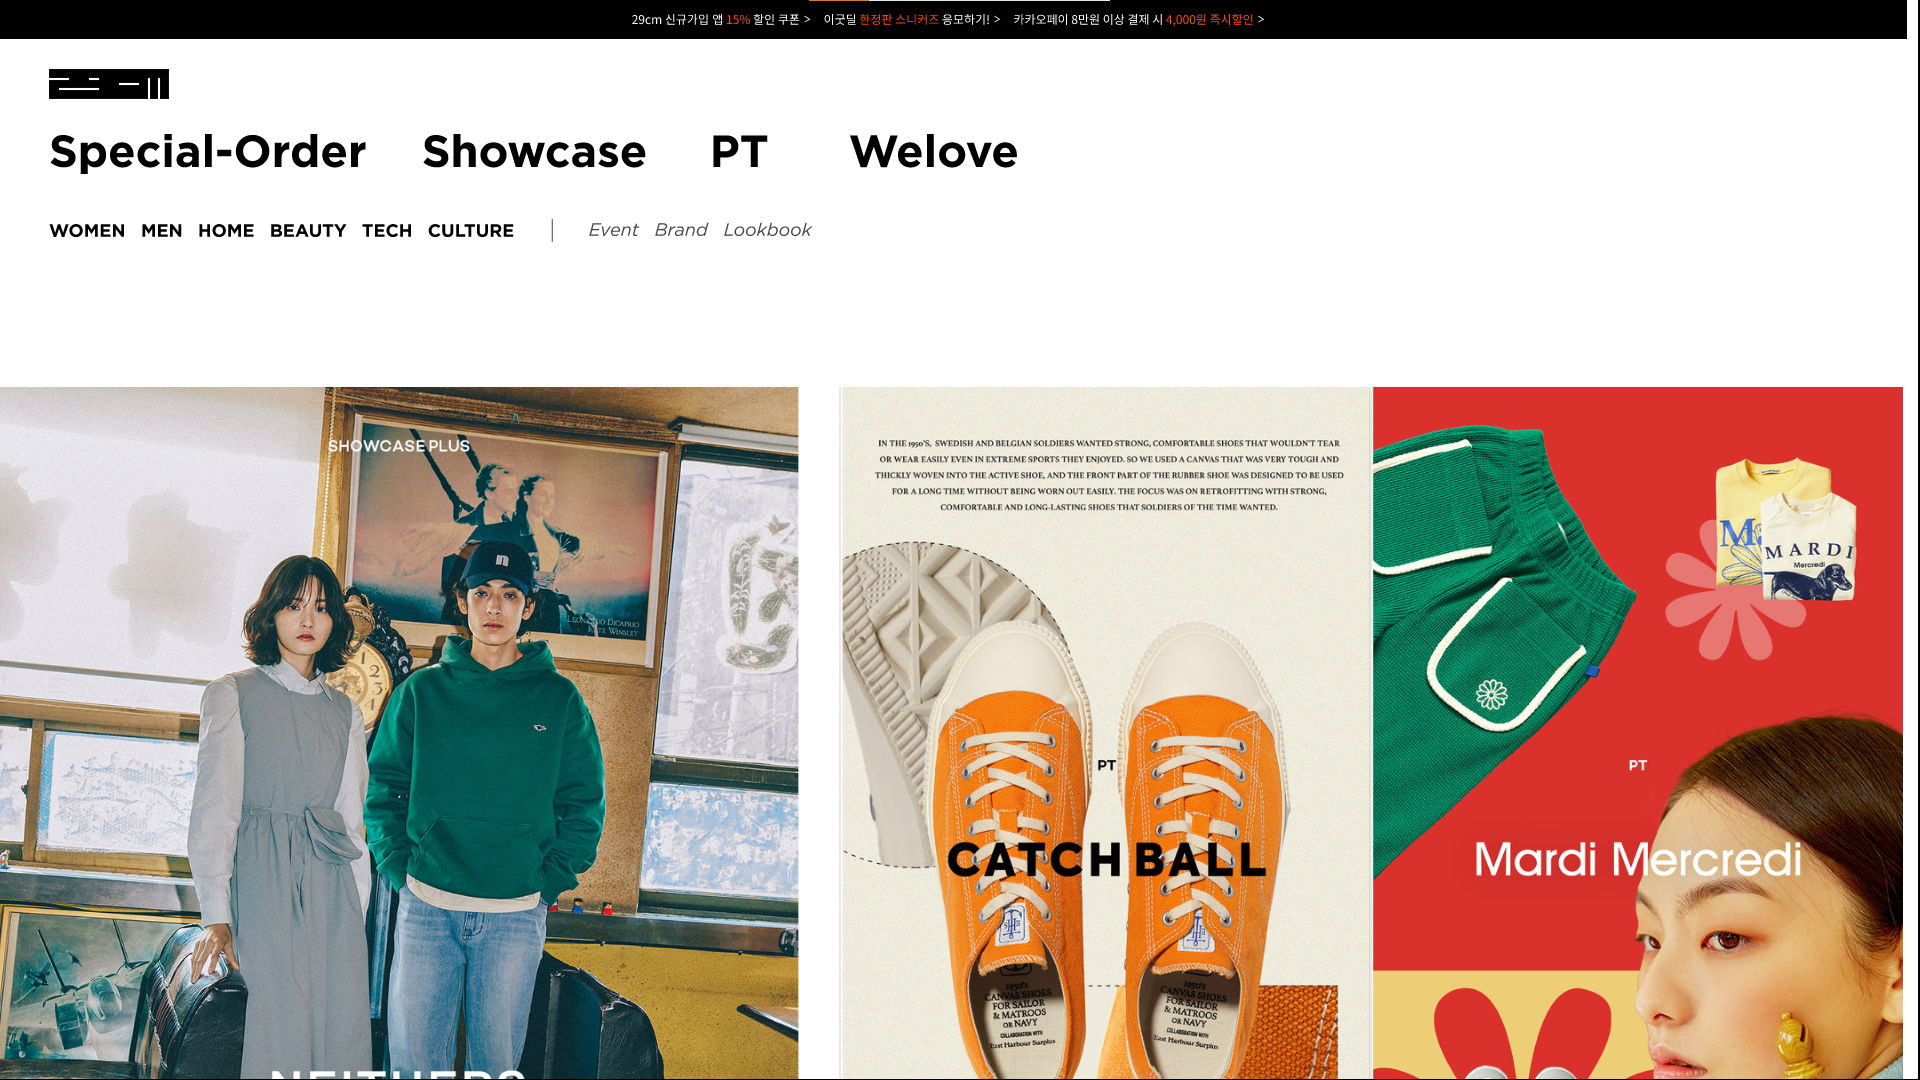 29cm 신규가입 앱 15% 할인 쿠폰 > 이굿딜 한정판 스니커즈 응모하기! > 카카오페이 8만원 이상 결제 시 4,000원 즉시할인 >
Special-Order Showcase PT Welove
WOMEN MEN HOME BEAUTY TECH CULTURE | Event Brand Lookbook
SHOWCASE PLUS
LEONARDO DICAPRIO
KATE WINSLET
n
NEITHERS
IN THE 1950'S, SWEDISH AND BELGIAN SOLDIERS WANTED STRONG, COMFORTABLE SHOES THAT WOULDN'T TEAR
OR WEAR EASILY EVEN IN EXTREME SPORTS THEY ENJOYED. SO WE USED A CANVAS THAT WAS VERY TOUGH AND
THICKLY WOVEN INTO THE ACTIVE SHOE, AND THE FRONT PART OF THE RUBBER SHOE WAS DESIGNED TO BE USED
FOR A LONG TIME WITHOUT BEING WORN OUT EASILY. THE FOCUS WAS ON RETROFITTING WITH STRONG,
COMFORTABLE AND LONG-LASTING SHOES THAT SOLDIERS OF THE TIME WANTED.
PT
CATCH BALL
1950's
CANVAS SHOES
FOR SAILOR
& MATROOS
OR NAVY
COLLABORATION WITH
East Harbour Surplus
1950's
CANVAS SHOES
FOR SAILOR
& MATROOS
OR NAVY
COLLABORATION WITH
East Harbour Surplus
MARDI
Mercredi
PT
Mardi Mercredi